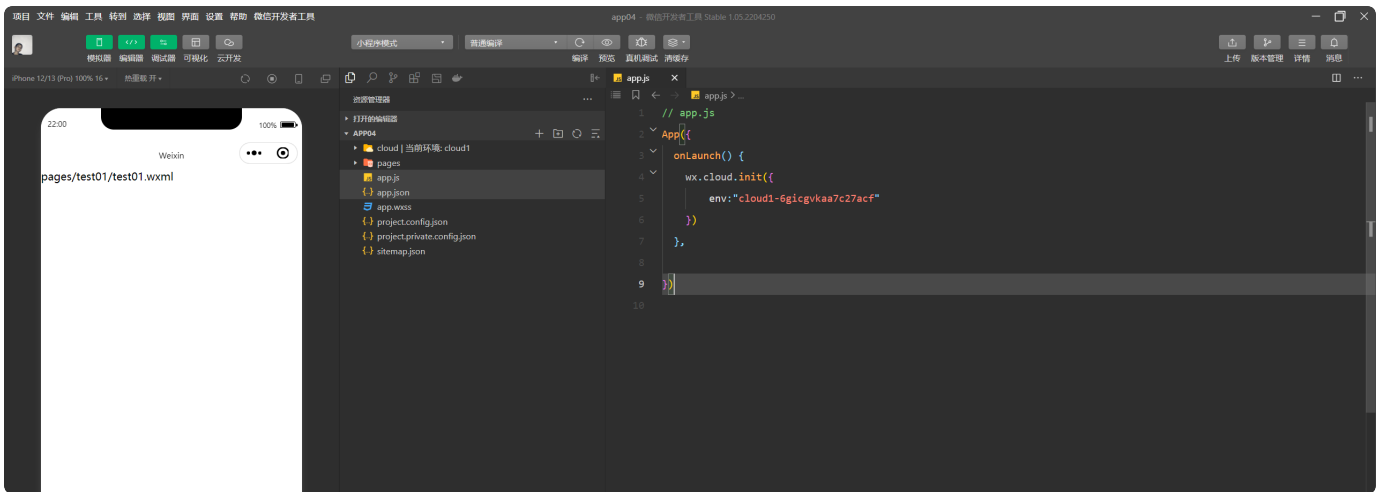 项目 文件 编辑 工具 转到 选择 视图 界面 设置 帮助 微信开发者工具
app04 - 微信开发者工具 Stable 1.05.2204250
小程序模式
普通编译
模拟器 编辑器 调试器 可视化 云开发
编译 预览 真机调试 清缓存
上传 版本管理 详情 消息
iPhone 12/13 (Pro) 100% 16
热重载 开
22:00
100%
Weixin
pages/test01/test01.wxml
资源管理器
打开的编辑器
APP04
cloud | 当前环境: cloud1
pages
app.js
app.json
app.wxss
project.config.json
project.private.config.json
sitemap.json
app.js
app.js > ...
1 // app.js
2 App({
3 onLaunch() {
4 wx.cloud.init({
5 env:"cloud1-6gicgvkaa7c27acf"
6 })
7 },
8
9 })
10